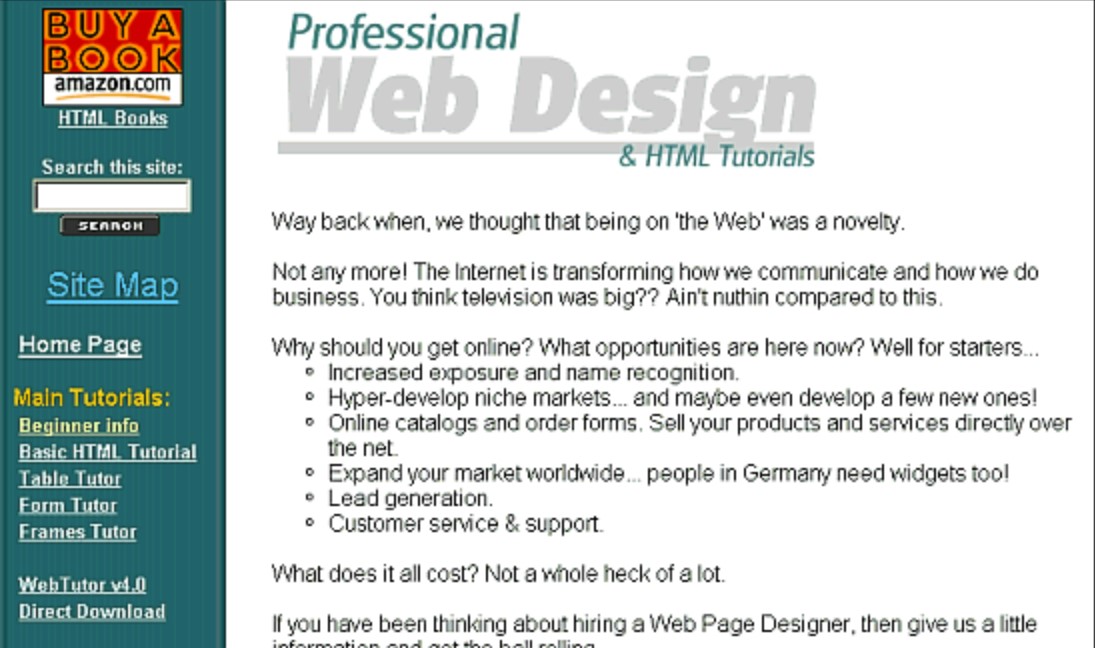 BUY A
BOOK
amazon.com
HTML Books
Search this site:
SEARCH
Site Map
Home Page
Main Tutorials:
Beginner info
Basic HTML Tutorial
Table Tutor
Form Tutor
Frames Tutor
WebTutor v4.0
Direct Download
Professional
Web Design
& HTML Tutorials
Way back when, we thought that being on 'the Web' was a novelty.
Not any more! The Internet is transforming how we communicate and how we do
business. You think television was big?? Ain't nuthin compared to this.
Why should you get online? What opportunities are here now? Well for starters...
Increased exposure and name recognition.
Hyper-develop niche markets... and maybe even develop a few new ones!
Online catalogs and order forms. Sell your products and services directly over
the net.
Expand your market worldwide... people in Germany need widgets too!
Lead generation.
Customer service & support.
What does it all cost? Not a whole heck of a lot.
If you have been thinking about hiring a Web Page Designer, then give us a little
information and get the ball rolling